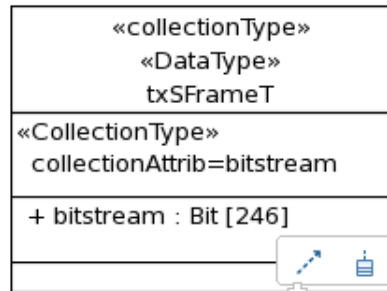 «collectionType»
«DataType»
txSFrameT
«CollectionType»
collectionAttrib=bitstream
+ bitstream : Bit [246]